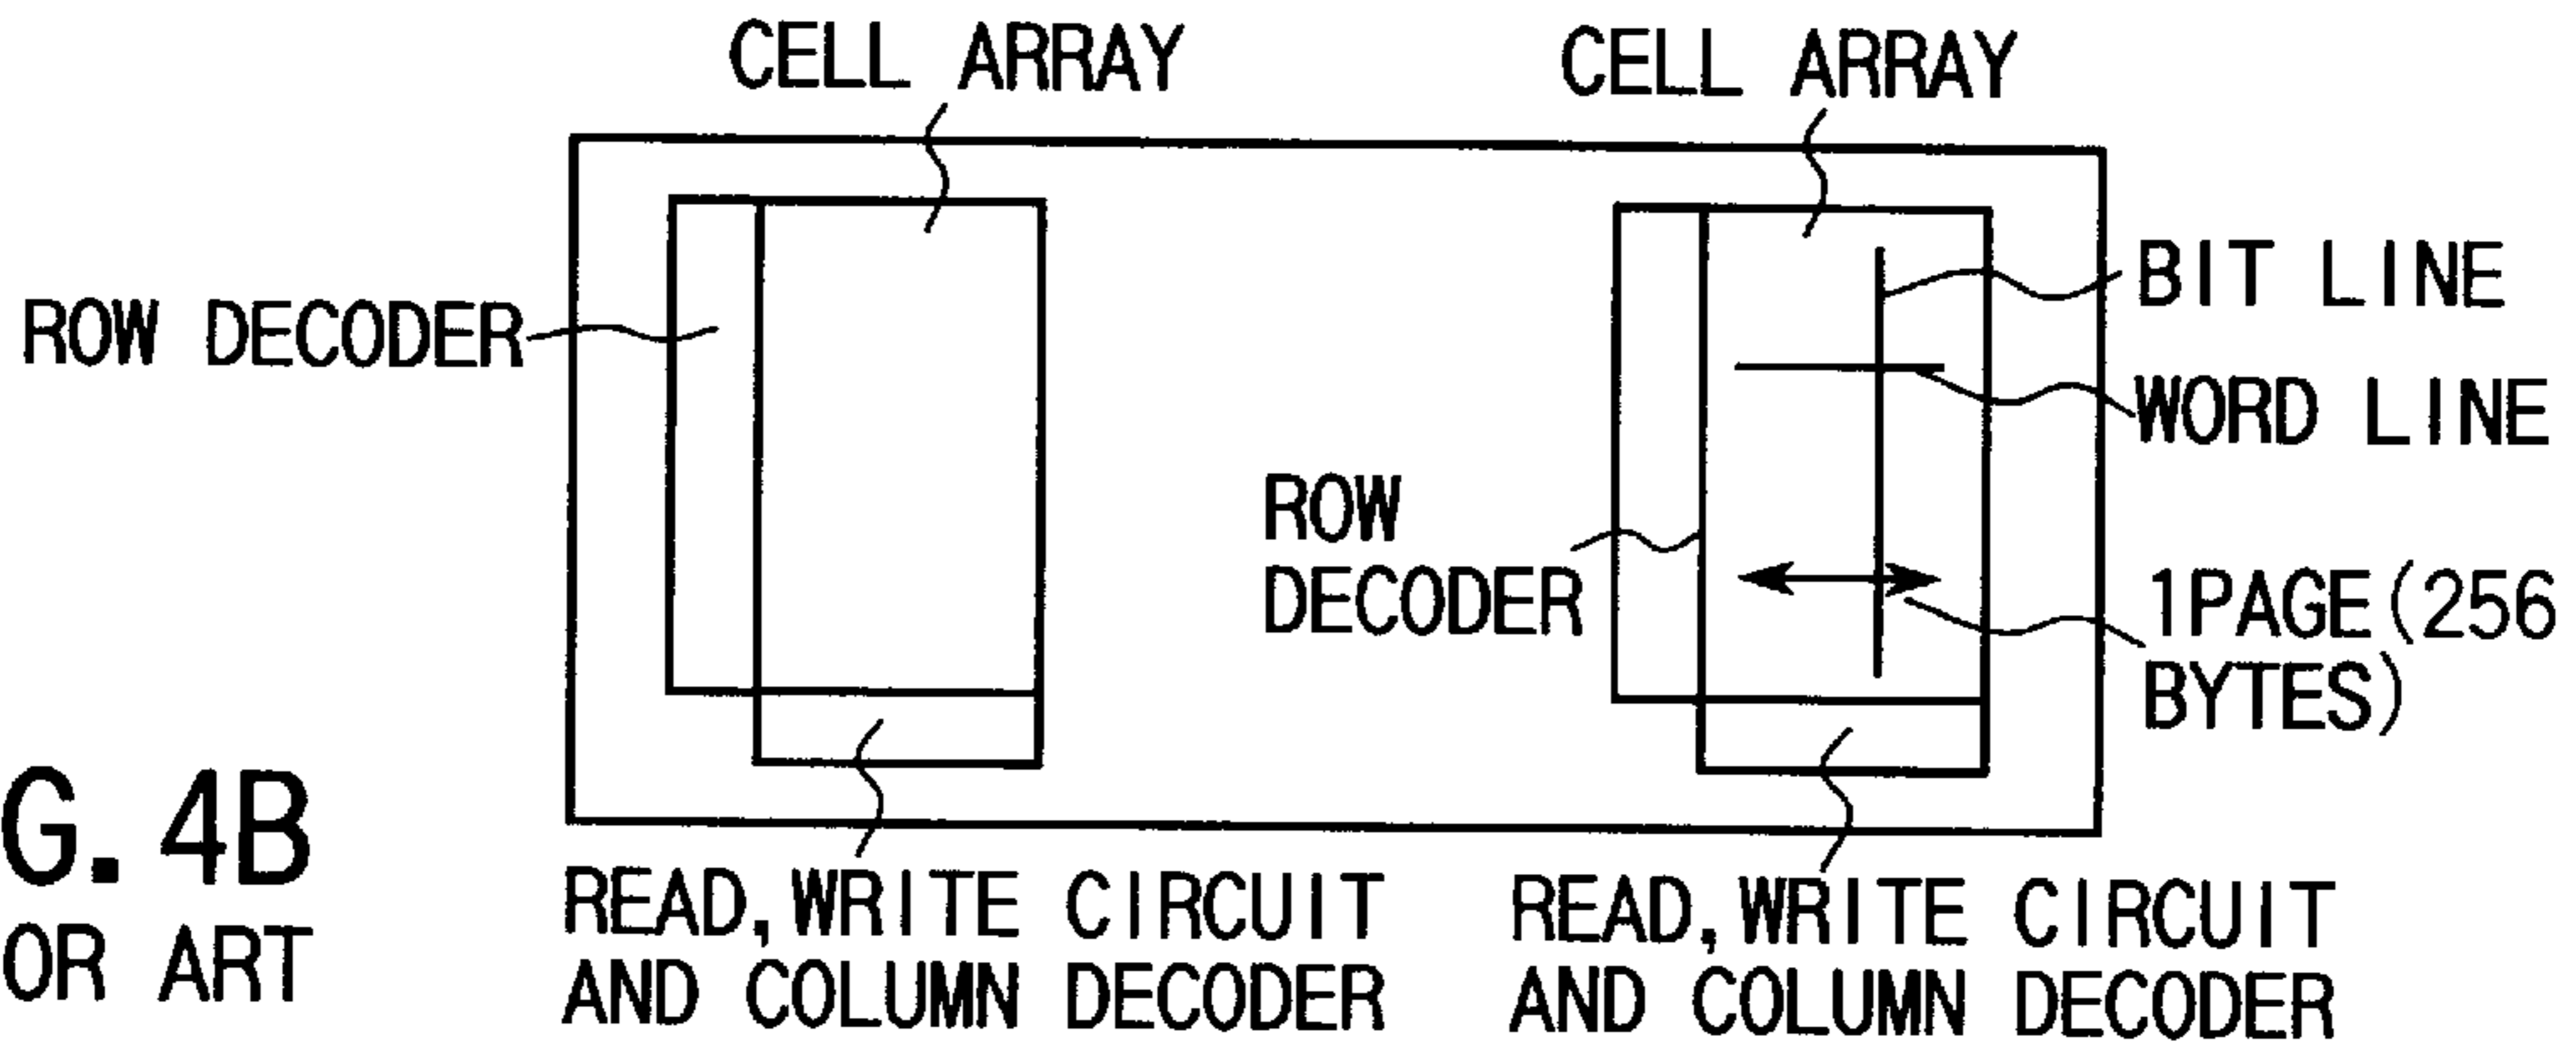 CELL ARRAY
CELL ARRAY
ROW DECODER
BIT LINE
WORD LINE
ROW
DECODER
1PAGE(256
BYTES)
G. 4B
OR ART
READ, WRITE CIRCUIT
AND COLUMN DECODER
READ, WRITE CIRCUIT
AND COLUMN DECODER